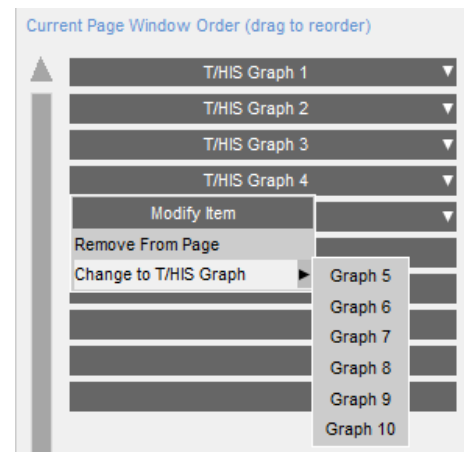 Current Page Window Order (drag to reorder)
T/HIS Graph 1
T/HIS Graph 2
T/HIS Graph 3
T/HIS Graph 4
Modify Item
Remove From Page
Change to T/HIS Graph
Graph 5
Graph 6
Graph 7
Graph 8
Graph 9
Graph 10